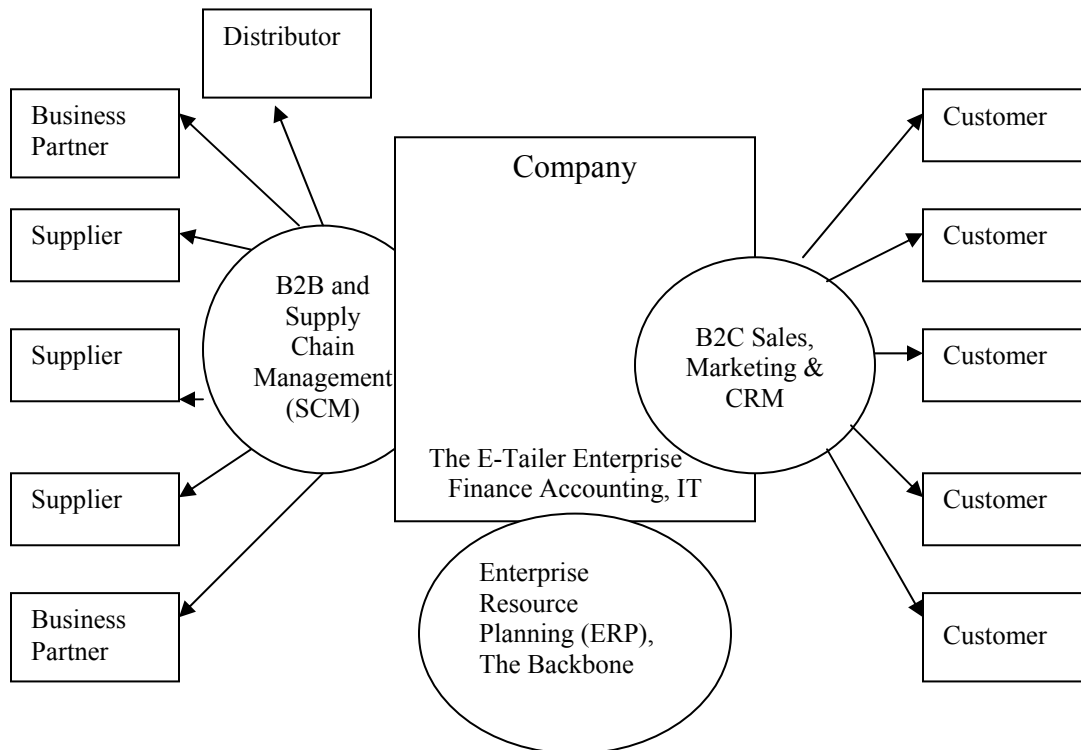 Distributor
Business
Partner
Supplier
Supplier
Supplier
Business
Partner
B2B and
Supply
Chain
Management
(SCM)
Company
The E-Tailer Enterprise
Finance Accounting, IT
Enterprise
Resource
Planning (ERP),
The Backbone
B2C Sales,
Marketing &
CRM
Customer
Customer
Customer
Customer
Customer